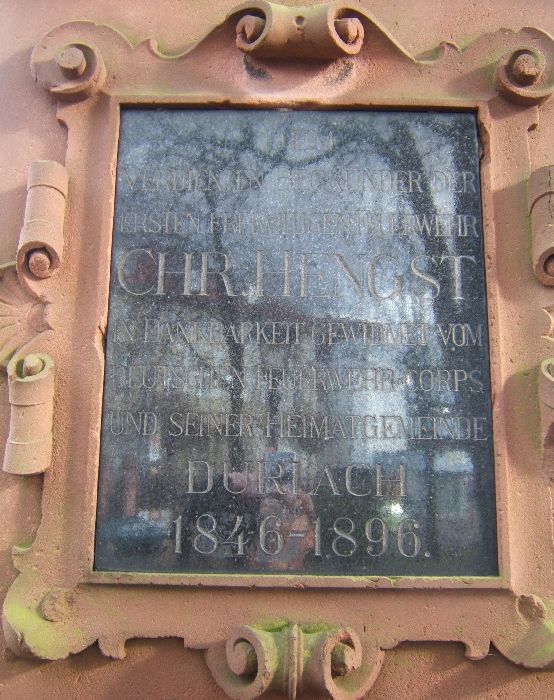 DEM
VERDIENTEN BEGRÜNDER DER
ERSTEN FREIWILLIGEN FEUERWEHR
CHR. HENGST
IN DANKBARKEIT GEWIDMET VOM
DEUTSCHEN FEUERWEHR-CORPS
UND SEINER HEIMATGEMEINDE
DURLACH
1846-1896.